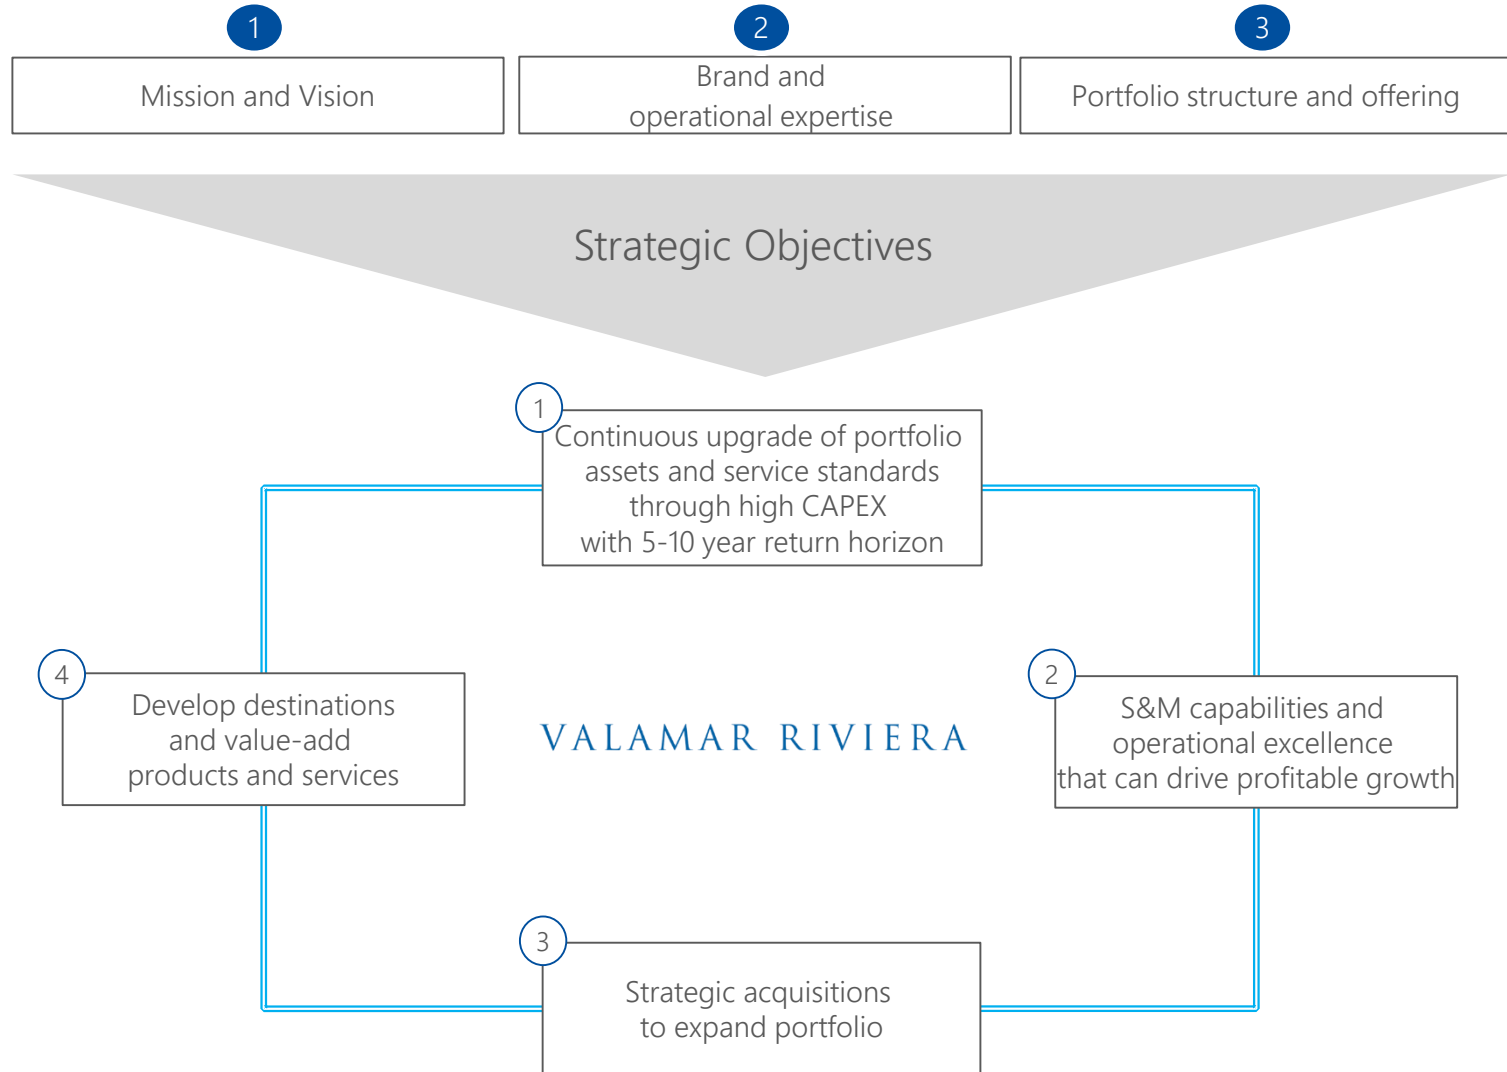 1
2
3
Mission and Vision
Brand and
operational expertise
Portfolio structure and offering
Strategic Objectives
1
Continuous upgrade of portfolio
assets and service standards
through high CAPEX
with 5-10 year return horizon
4
Develop destinations
and value-add
products and services
VALAMAR RIVIERA
2
S&M capabilities and
operational excellence
that can drive profitable growth
3
Strategic acquisitions
to expand portfolio